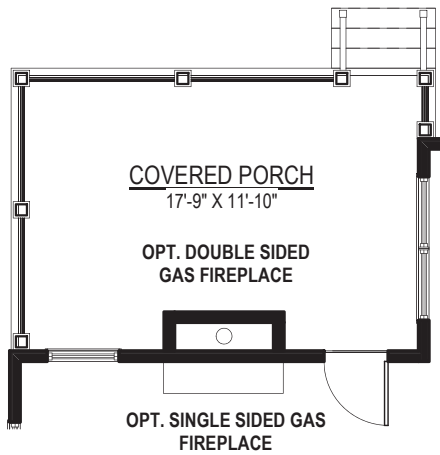 COVERED PORCH
17'-9" X 11'-10"
OPT. DOUBLE SIDED
GAS FIREPLACE
OPT. SINGLE SIDED GAS
FIREPLACE